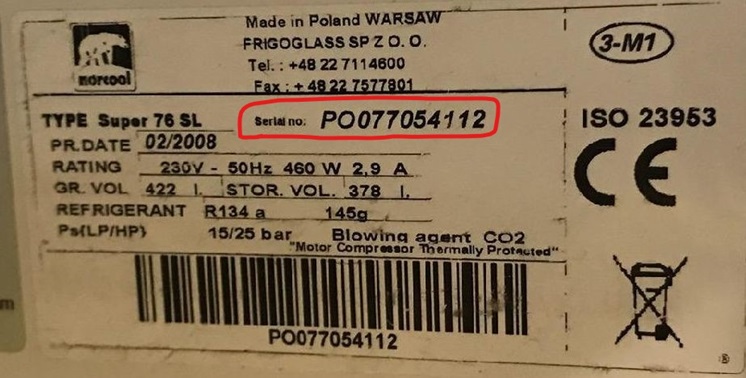 Made in Poland WARSAW
FRIGOGLASS SP Z O. O.
Tel.: +48 22 7114600
Fax: + 48 22 7577801
norcool
3-M1
TYPE Super 76 SL
Serial no: PO077054112
ISO 23953
PR.DATE 02/2008
RATING 230V - 50Hz 460 W 2,9 A
CE
GR. VOL 422 l. STOR. VOL. 378 l.
REFRIGERANT R134 a 145g
Ps(LP/HP) 15/25 bar Blowing agent CO2
"Motor Compressor Thermally Protected"
PO077054112
m
®